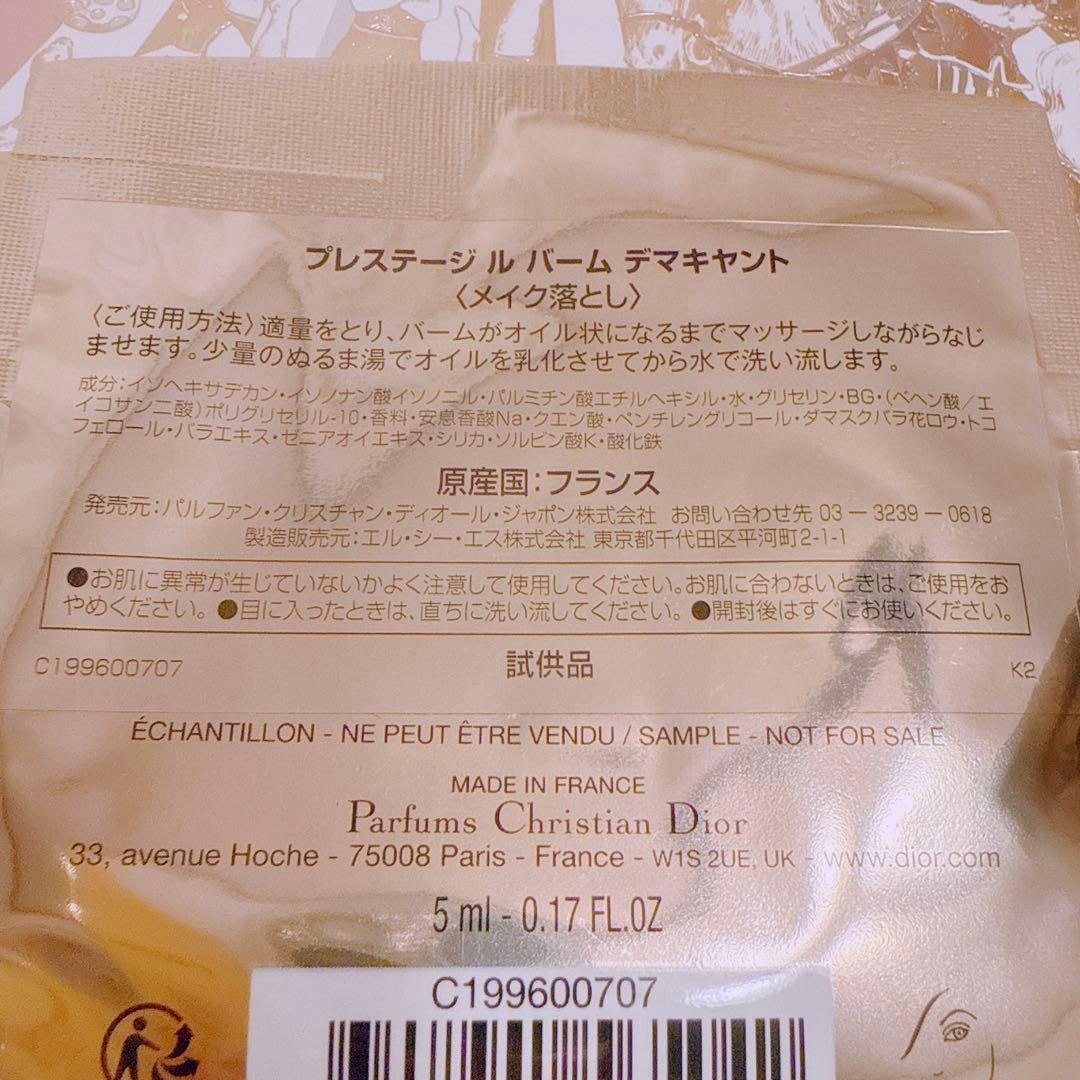 プレステージ ル バーム デマキヤント
〈メイク落とし〉
〈ご使用方法〉適量をとり、バームがオイル状になるまでマッサージしながらなじ
ませます。少量のぬるま湯でオイルを乳化させてから水で洗い流します。
成分：イソヘキサデカン・イソノナン酸イソノニル・パルミチン酸エチルヘキシル・水・グリセリン・BG・（ベヘン酸／エ
イコサン二酸）ポリグリセリル-10・香料・安息香酸Na・クエン酸・ペンチレングリコール・ダマスクバラ花ロウ・トコ
フェロール・バラエキス・ゼニアオイエキス・シリカ・ソルビン酸K・酸化鉄
原産国：フランス
発売元：パルファン・クリスチャン・ディオール・ジャポン株式会社 お問い合わせ先 03－3239－0618
製造販売元：エル・シー・エス株式会社 東京都千代田区平河町2-1-1
●お肌に異常が生じていないかよく注意して使用してください。お肌に合わないときは、ご使用をお
やめください。●目に入ったときは、直ちに洗い流してください。●開封後はすぐにお使いください。
C199600707 試供品 K2
ÉCHANTILLON - NE PEUT ÊTRE VENDU / SAMPLE - NOT FOR SALE
MADE IN FRANCE
Parfums Christian Dior
33, avenue Hoche - 75008 Paris - France - W1S 2UE, UK - www.dior.com
5 ml - 0.17 FL.OZ
C199600707